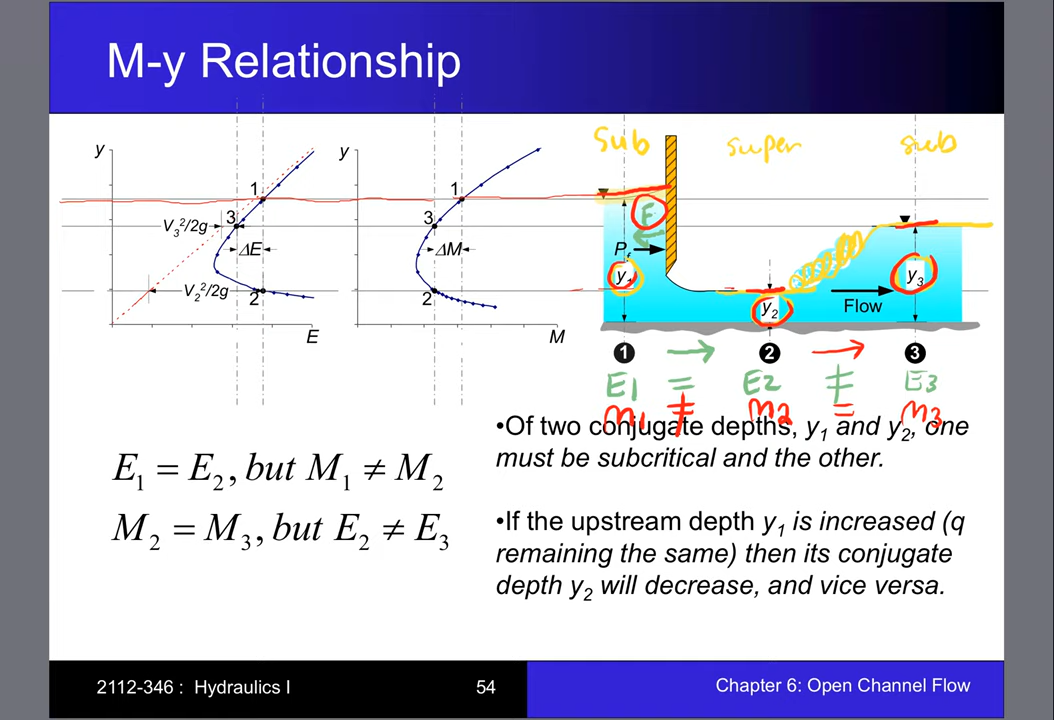 M-y Relationship
y
1
3
V₃²/2g
ΔE
V₂²/2g
2
E
y
1
3
ΔM
2
M
sub
super
sub
F
P_f
y₁
y₂
y₃
Flow
1 2 3
E1 = E2 ≠ E3
M1 ≠ M2 = M3
E₁ = E₂, but M₁ ≠ M₂
M₂ = M₃, but E₂ ≠ E₃
•Of two conjugate depths, y₁ and y₂, one
must be subcritical and the other.
•If the upstream depth y₁ is increased (q
remaining the same) then its conjugate
depth y₂ will decrease, and vice versa.
2112-346 : Hydraulics I
54
Chapter 6: Open Channel Flow